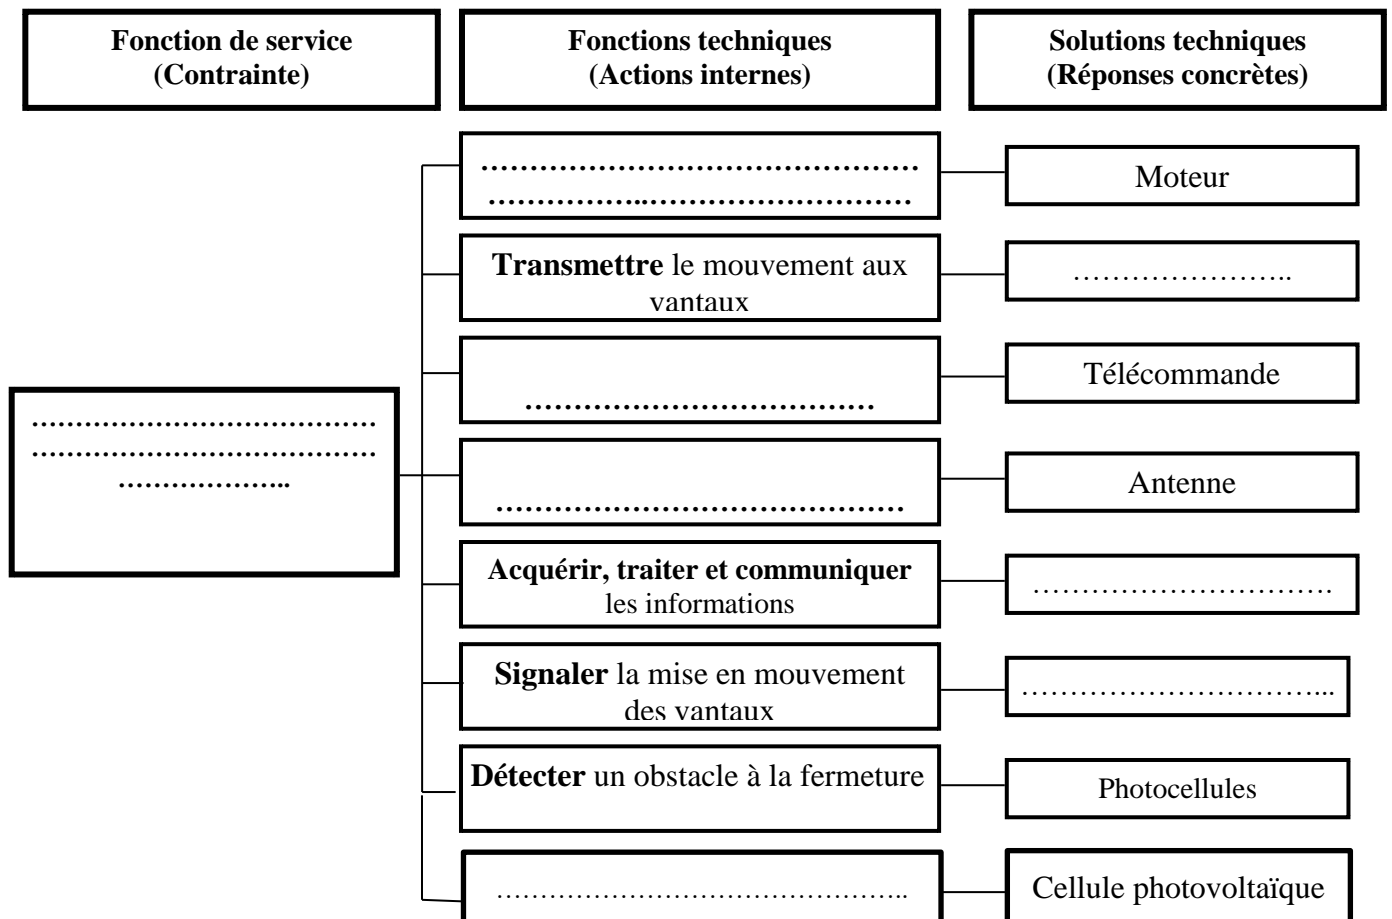 Fonction de service
(Contrainte)
Fonctions techniques
(Actions internes)
Solutions techniques
(Réponses concrètes)
………………………………………
……………...………………………
Moteur
Transmettre le mouvement aux
vantaux
…………………..
………………………………
Télécommande
…………………………………
…………………………………
………………..
……………………………………
Antenne
Acquérir, traiter et communiquer
les informations
………………………….
Signaler la mise en mouvement
des vantaux
…………………………...
Détecter un obstacle à la fermeture
Photocellules
……………………………………..
Cellule photovoltaïque